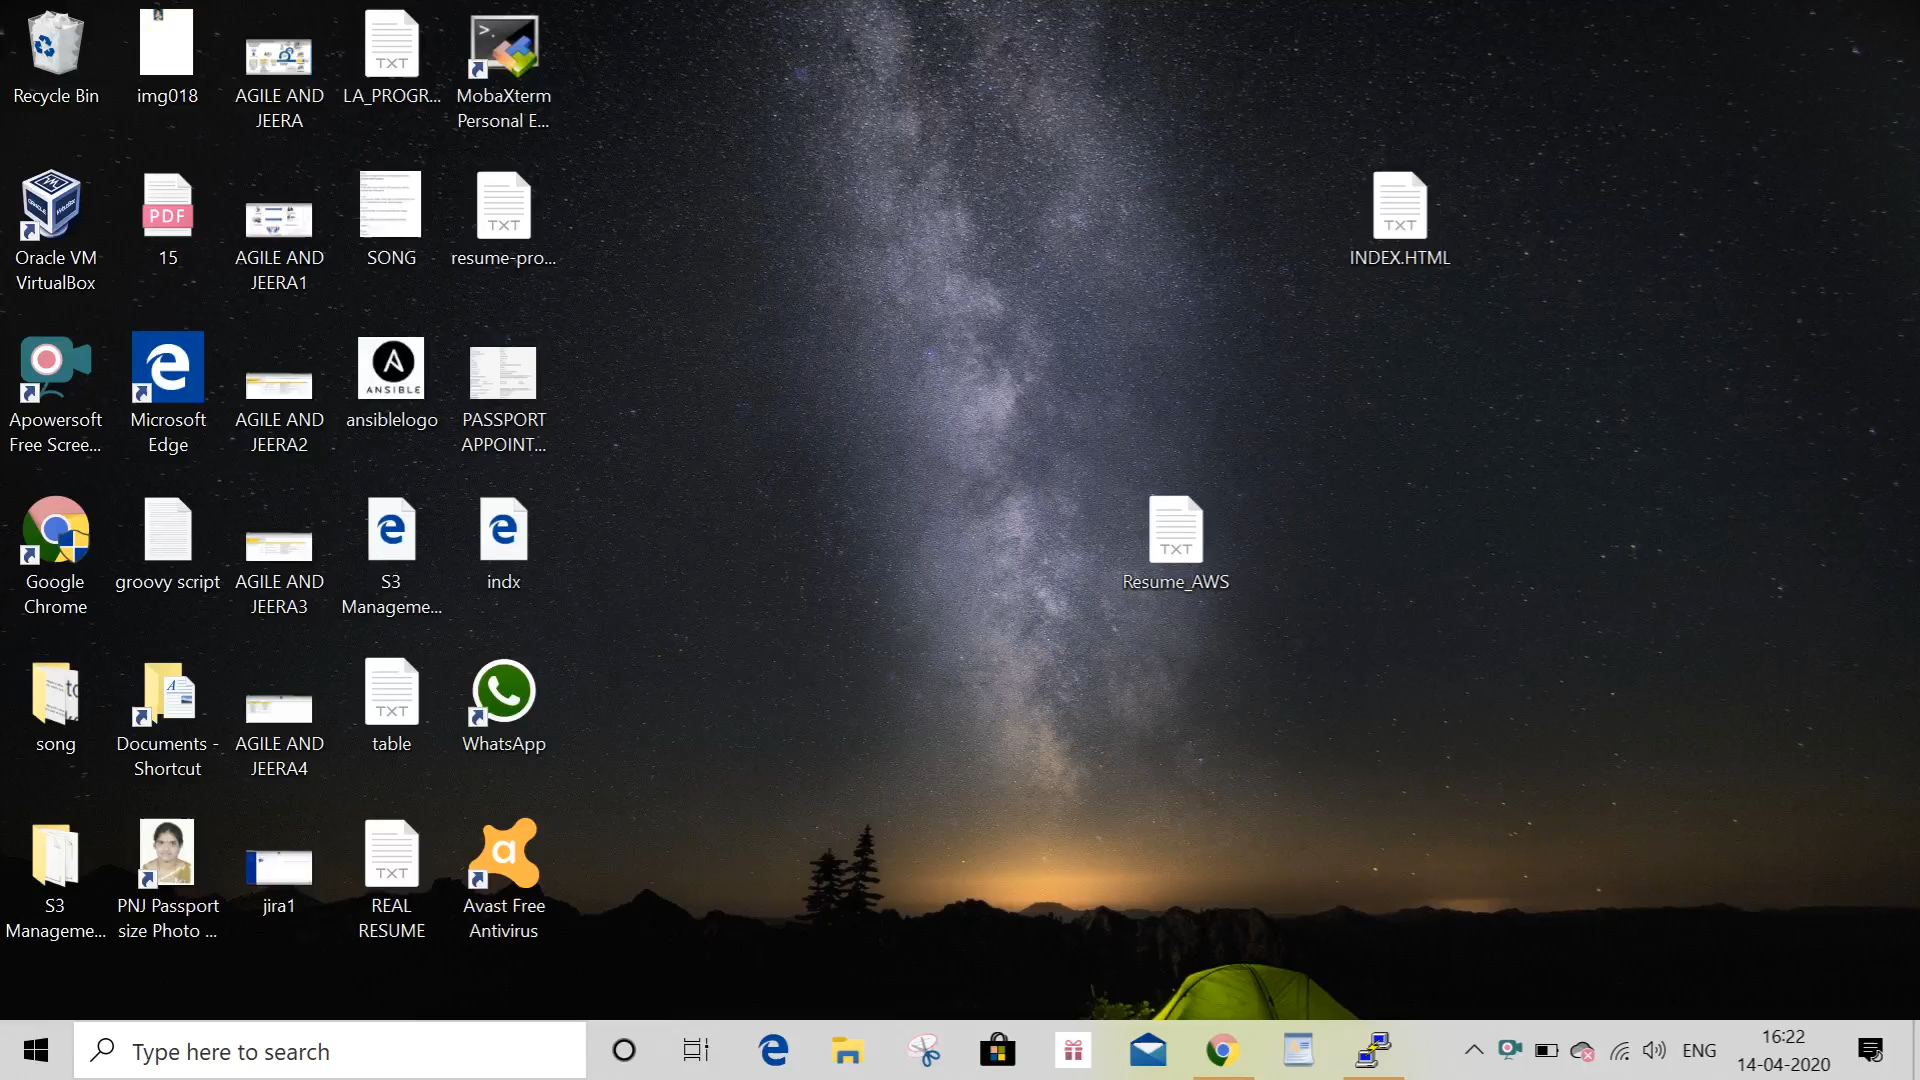 Recycle Bin
img018
AGILE AND
JEERA
TXT
LA_PROGR...
MobaXterm
Personal E...
Oracle VM
VirtualBox
PDF
15
AGILE AND
JEERA1
SONG
TXT
resume-pro...
TXT
INDEX.HTML
Apowersoft
Free Scree...
Microsoft
Edge
AGILE AND
JEERA2
ANSIBLE
ansiblelogo
PASSPORT
APPOINT...
Google
Chrome
groovy script
AGILE AND
JEERA3
S3
Manageme...
indx
TXT
Resume_AWS
song
Documents -
Shortcut
AGILE AND
JEERA4
TXT
table
WhatsApp
S3
Manageme...
PNJ Passport
size Photo ...
jira1
TXT
REAL
RESUME
Avast Free
Antivirus
Type here to search
ENG
16:22
14-04-2020